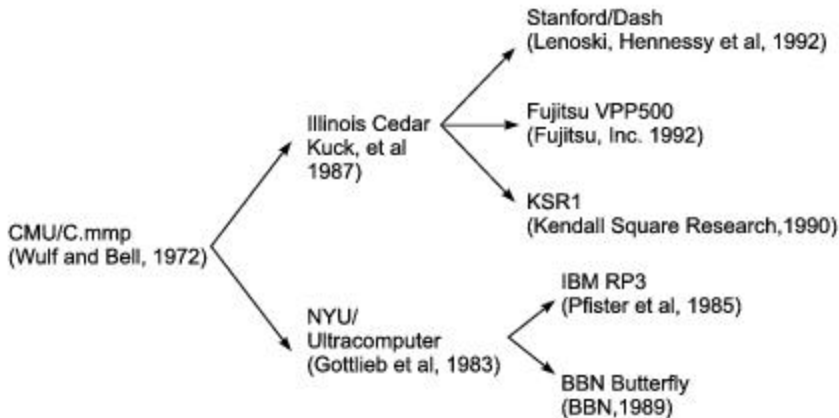 Stanford/Dash
(Lenoski, Hennessy et al, 1992)
Illinois Cedar
Kuck, et al
1987)
Fujitsu VPP500
(Fujitsu, Inc. 1992)
KSR1
(Kendall Square Research,1990)
CMU/C.mmp
(Wulf and Bell, 1972)
NYU/
Ultracomputer
(Gottlieb et al, 1983)
IBM RP3
(Pfister et al, 1985)
BBN Butterfly
(BBN,1989)